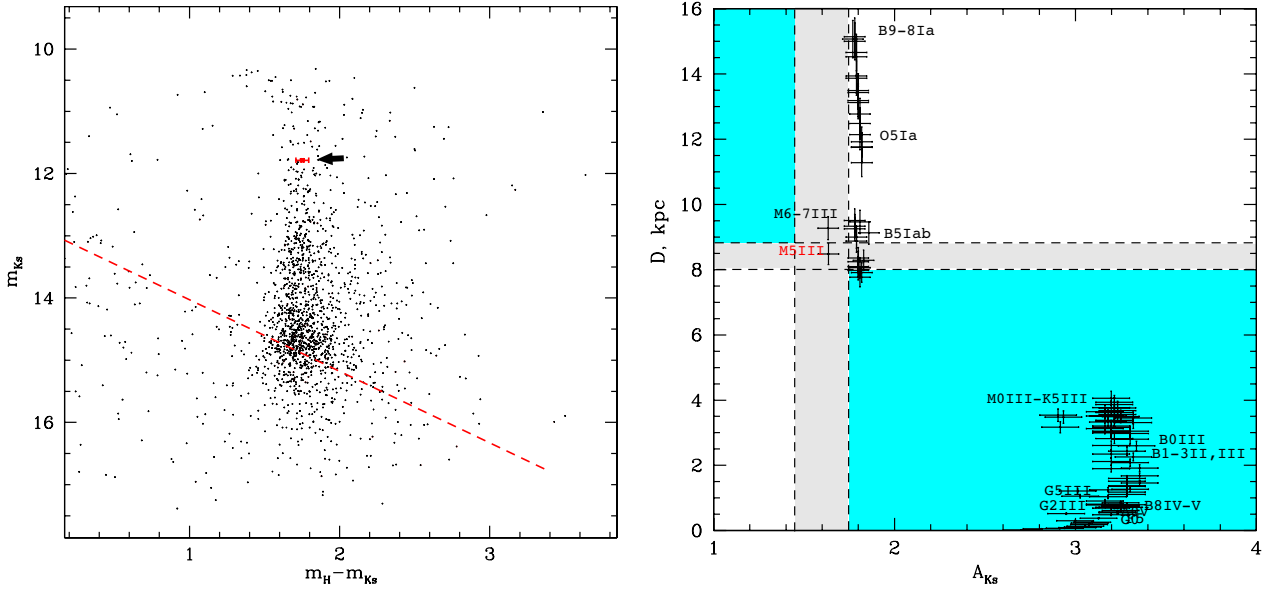 10
12
14
16
m_Ks
1
2
3
m_H−m_Ks
16
14
12
10
8
6
4
2
0
D, kpc
B9−8Ia
O5Ia
M6−7III
B5Iab
M5III
M0III−K5III
B0III
B1−3II,III
G5III
G2III
B8IV−V
1
2
3
4
A_Ks